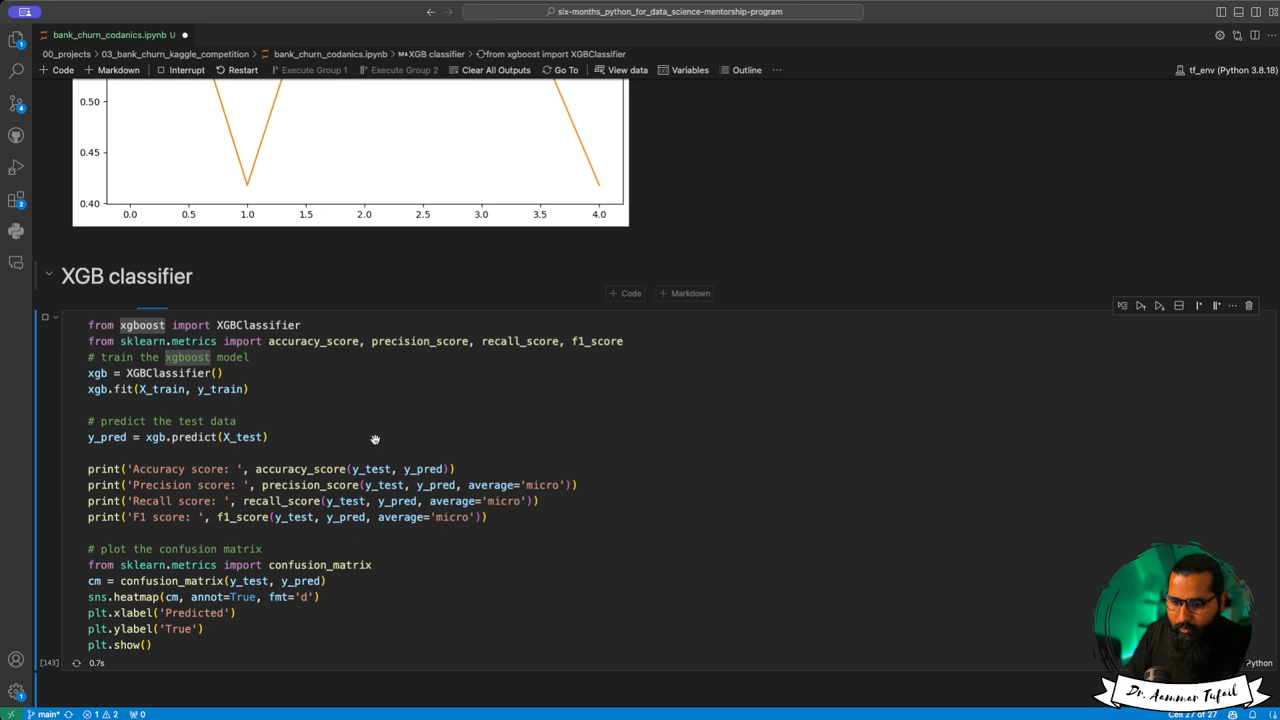 six-months_python_for_data_science-mentorship-program
bank_churn_codanics.ipynb U
00_projects > 03_bank_churn_kaggle_competition > bank_churn_codanics.ipynb > M↓XGB classifier > from xgboost import XGBClassifier
+ Code + Markdown Interrupt Restart Execute Group 1 Execute Group 2 Clear All Outputs Go To View data Variables Outline ... tf_env (Python 3.8.18)
0.50
0.45
0.40
0.0 0.5 1.0 1.5 2.0 2.5 3.0 3.5 4.0
XGB classifier
+ Code + Markdown
from xgboost import XGBClassifier
from sklearn.metrics import accuracy_score, precision_score, recall_score, f1_score
# train the xgboost model
xgb = XGBClassifier()
xgb.fit(X_train, y_train)
# predict the test data
y_pred = xgb.predict(X_test)
print('Accuracy score: ', accuracy_score(y_test, y_pred))
print('Precision score: ', precision_score(y_test, y_pred, average='micro'))
print('Recall score: ', recall_score(y_test, y_pred, average='micro'))
print('F1 score: ', f1_score(y_test, y_pred, average='micro'))
# plot the confusion matrix
from sklearn.metrics import confusion_matrix
cm = confusion_matrix(y_test, y_pred)
sns.heatmap(cm, annot=True, fmt='d')
plt.xlabel('Predicted')
plt.ylabel('True')
plt.show()
[143] 0.7s
Python
Dr. Aammar Tufail
main* 1 2 0 Cell 27 of 27